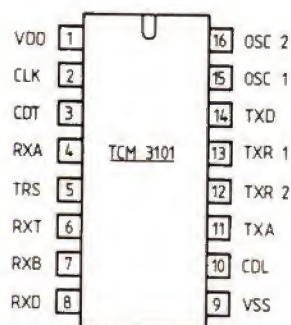 VDD 1 16 OSC 2
CLK 2 15 OSC 1
CDT 3 14 TXD
RXA 4 TCM 3101 13 TXR 1
TRS 5 12 TXR 2
RXT 6 11 TXA
RXB 7 10 CDL
RXD 8 9 VSS